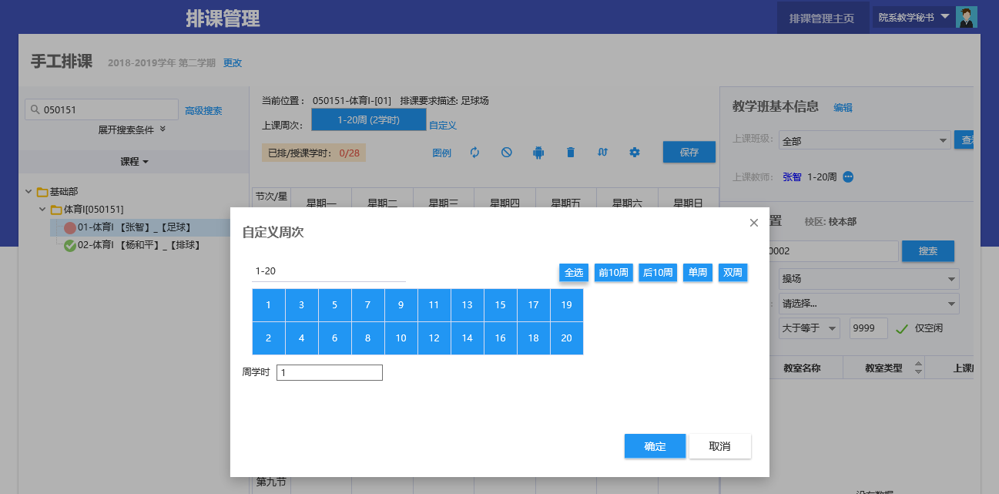 排课管理
排课管理主页
院系教学秘书
手工排课 2018-2019学年 第二学期 更改
050151
高级搜索
展开搜索条件
课程
基础部
体育I[050151]
01-体育I 【张智】_【足球】
02-体育I 【杨和平】_【排球】
当前位置： 050151-体育I-[01] 排课要求描述: 足球场
上课周次: 1-20周 (2学时) 自定义
已排/授课学时: 0/28
图例
保存
节次/星
星期一 星期二 星期三 星期四 星期五 星期六 星期日
第九节
教学班基本信息 编辑
上课班级: 全部
上课教师: 张智 1-20周
置 校区: 校本部
0002
搜索
操场
请选择...
大于等于 9999 仅空闲
教室名称 教室类型
自定义周次
1-20
全选 前10周 后10周 单周 双周
1 3 5 7 9 11 13 15 17 19
2 4 6 8 10 12 14 16 18 20
周学时 1
确定 取消